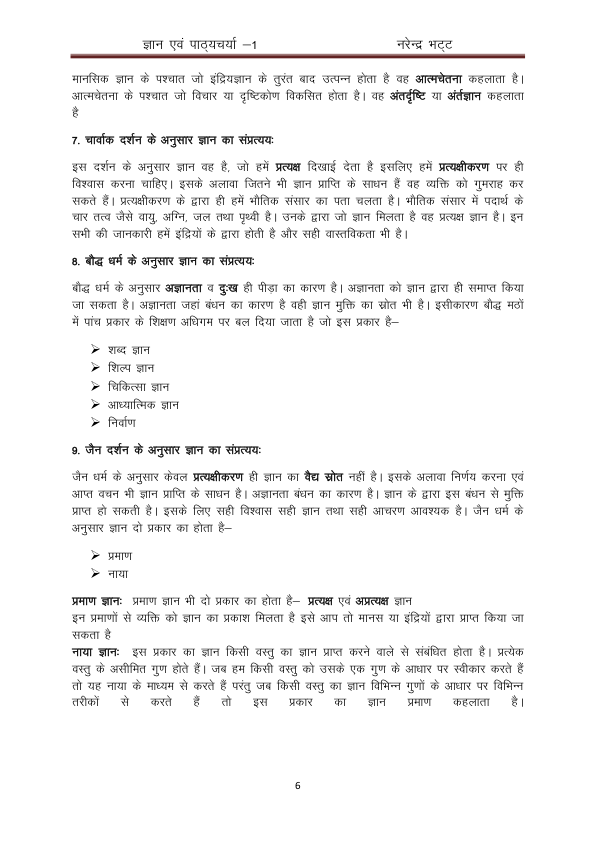 ज्ञान एवं पाठ्यचर्या –1 नरेन्द्र भट्ट
मानसिक ज्ञान के पश्चात जो इंद्रियज्ञान के तुरंत बाद उत्पन्न होता है वह आत्मचेतना कहलाता है।
आत्मचेतना के पश्चात जो विचार या दृष्टिकोण विकसित होता है। वह अंतर्दृष्टि या अंर्तज्ञान कहलाता
है
7. चार्वाक दर्शन के अनुसार ज्ञान का संप्रत्ययः
इस दर्शन के अनुसार ज्ञान वह है, जो हमें प्रत्यक्ष दिखाई देता है इसलिए हमें प्रत्यक्षीकरण पर ही
विश्वास करना चाहिए। इसके अलावा जितने भी ज्ञान प्राप्ति के साधन हैं वह व्यक्ति को गुमराह कर
सकते हैं। प्रत्यक्षीकरण के द्वारा ही हमें भौतिक संसार का पता चलता है। भौतिक संसार में पदार्थ के
चार तत्व जैसे वायु, अग्नि, जल तथा पृथ्वी है। उनके द्वारा जो ज्ञान मिलता है वह प्रत्यक्ष ज्ञान है। इन
सभी की जानकारी हमें इंद्रियों के द्वारा होती है और सही वास्तविकता भी है।
8. बौद्ध धर्म के अनुसार ज्ञान का संप्रत्ययः
बौद्ध धर्म के अनुसार अज्ञानता व दुःख ही पीड़ा का कारण है। अज्ञानता को ज्ञान द्वारा ही समाप्त किया
जा सकता है। अज्ञानता जहां बंधन का कारण है वही ज्ञान मुक्ति का स्रोत भी है। इसीकारण बौद्ध मठों
में पांच प्रकार के शिक्षण अधिगम पर बल दिया जाता है जो इस प्रकार है–
➢ शब्द ज्ञान
➢ शिल्प ज्ञान
➢ चिकित्सा ज्ञान
➢ आध्यात्मिक ज्ञान
➢ निर्वाण
9. जैन दर्शन के अनुसार ज्ञान का संप्रत्ययः
जैन धर्म के अनुसार केवल प्रत्यक्षीकरण ही ज्ञान का वैद्य स्रोत नहीं है। इसके अलावा निर्णय करना एवं
आप्त वचन भी ज्ञान प्राप्ति के साधन है। अज्ञानता बंधन का कारण है। ज्ञान के द्वारा इस बंधन से मुक्ति
प्राप्त हो सकती है। इसके लिए सही विश्वास सही ज्ञान तथा सही आचरण आवश्यक है। जैन धर्म के
अनुसार ज्ञान दो प्रकार का होता है–
➢ प्रमाण
➢ नाया
प्रमाण ज्ञानः प्रमाण ज्ञान भी दो प्रकार का होता है– प्रत्यक्ष एवं अप्रत्यक्ष ज्ञान
इन प्रमाणों से व्यक्ति को ज्ञान का प्रकाश मिलता है इसे आप तो मानस या इंद्रियों द्वारा प्राप्त किया जा
सकता है
नाया ज्ञानः इस प्रकार का ज्ञान किसी वस्तु का ज्ञान प्राप्त करने वाले से संबंधित होता है। प्रत्येक
वस्तु के असीमित गुण होते हैं। जब हम किसी वस्तु को उसके एक गुण के आधार पर स्वीकार करते हैं
तो यह नाया के माध्यम से करते हैं परंतु जब किसी वस्तु का ज्ञान विभिन्न गुणों के आधार पर विभिन्न
तरीकों से करते हैं तो इस प्रकार का ज्ञान प्रमाण कहलाता है।
6